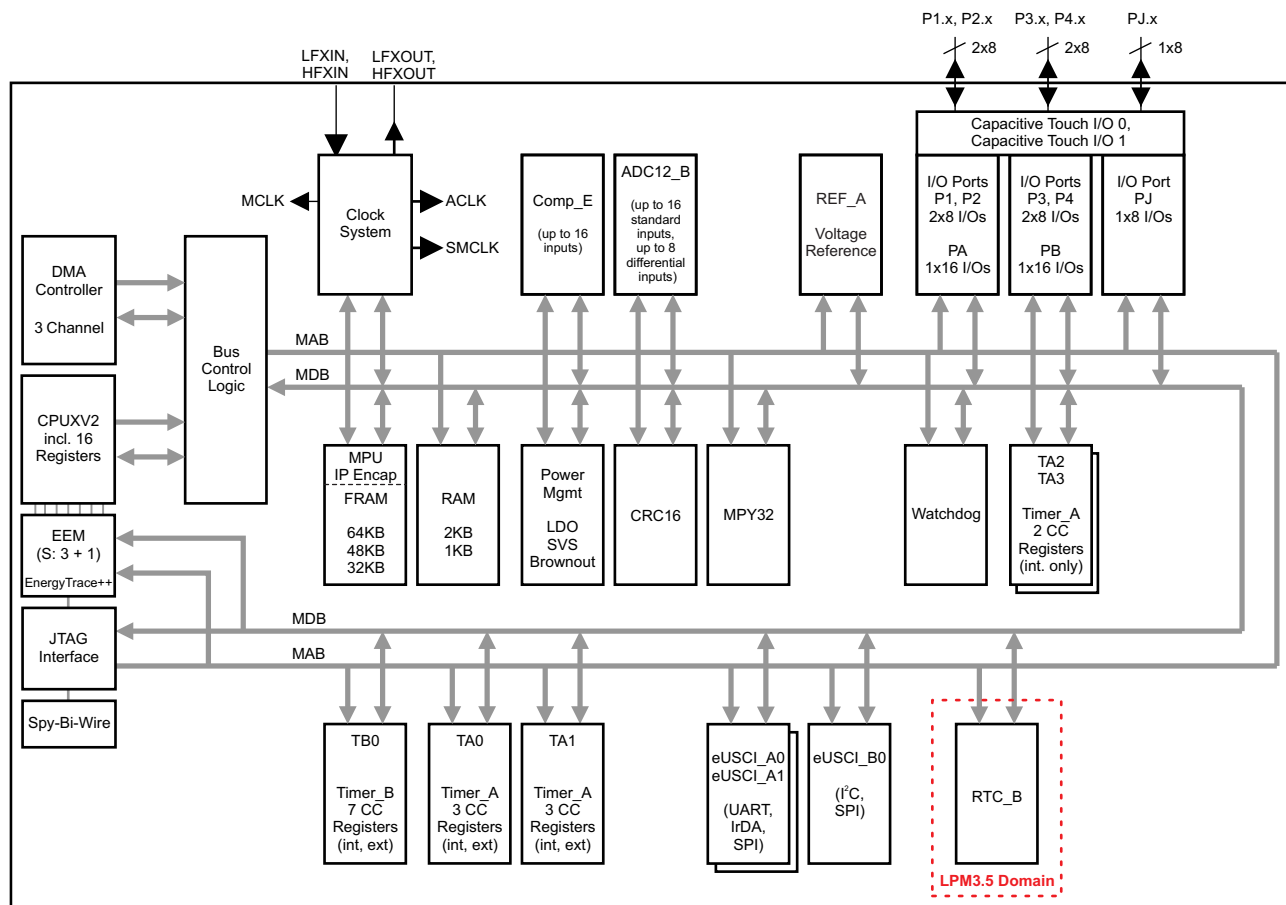 P1.x, P2.x
P3.x, P4.x
PJ.x
2x8
2x8
1x8
LFXIN,
HFXIN
LFXOUT,
HFXOUT
Capacitive Touch I/O 0,
Capacitive Touch I/O 1
MCLK
Clock
System
ACLK
SMCLK
Comp_E
(up to 16
inputs)
ADC12_B
(up to 16
standard
inputs,
up to 8
differential
inputs)
REF_A
Voltage
Reference
I/O Ports
P1, P2
2x8 I/Os
PA
1x16 I/Os
I/O Ports
P3, P4
2x8 I/Os
PB
1x16 I/Os
I/O Port
PJ
1x8 I/Os
DMA
Controller
3 Channel
Bus
Control
Logic
MAB
MDB
CPUXV2
incl. 16
Registers
MPU
IP Encap
FRAM
64KB
48KB
32KB
RAM
2KB
1KB
Power
Mgmt
LDO
SVS
Brownout
CRC16
MPY32
Watchdog
TA2
TA3
Timer_A
2 CC
Registers
(int. only)
EEM
(S: 3 + 1)
EnergyTrace++
JTAG
Interface
Spy-Bi-Wire
MDB
MAB
TB0
Timer_B
7 CC
Registers
(int, ext)
TA0
Timer_A
3 CC
Registers
(int, ext)
TA1
Timer_A
3 CC
Registers
(int, ext)
eUSCI_A0
eUSCI_A1
(UART,
IrDA,
SPI)
eUSCI_B0
(I²C,
SPI)
RTC_B
LPM3.5 Domain